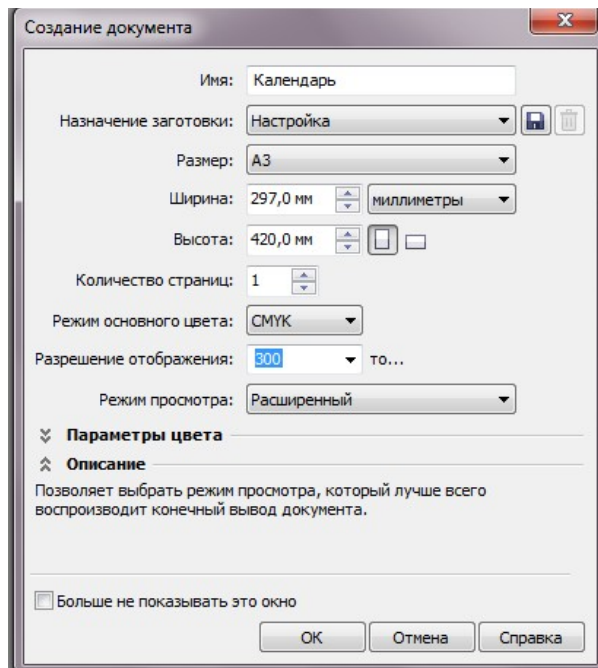 Создание документа
Имя: Календарь
Назначение заготовки: Настройка
Размер: A3
Ширина: 297,0 мм миллиметры
Высота: 420,0 мм
Количество страниц: 1
Режим основного цвета: CMYK
Разрешение отображения: 300 то...
Режим просмотра: Расширенный
Параметры цвета
Описание
Позволяет выбрать режим просмотра, который лучше всего
воспроизводит конечный вывод документа.
Больше не показывать это окно
ОК Отмена Справка